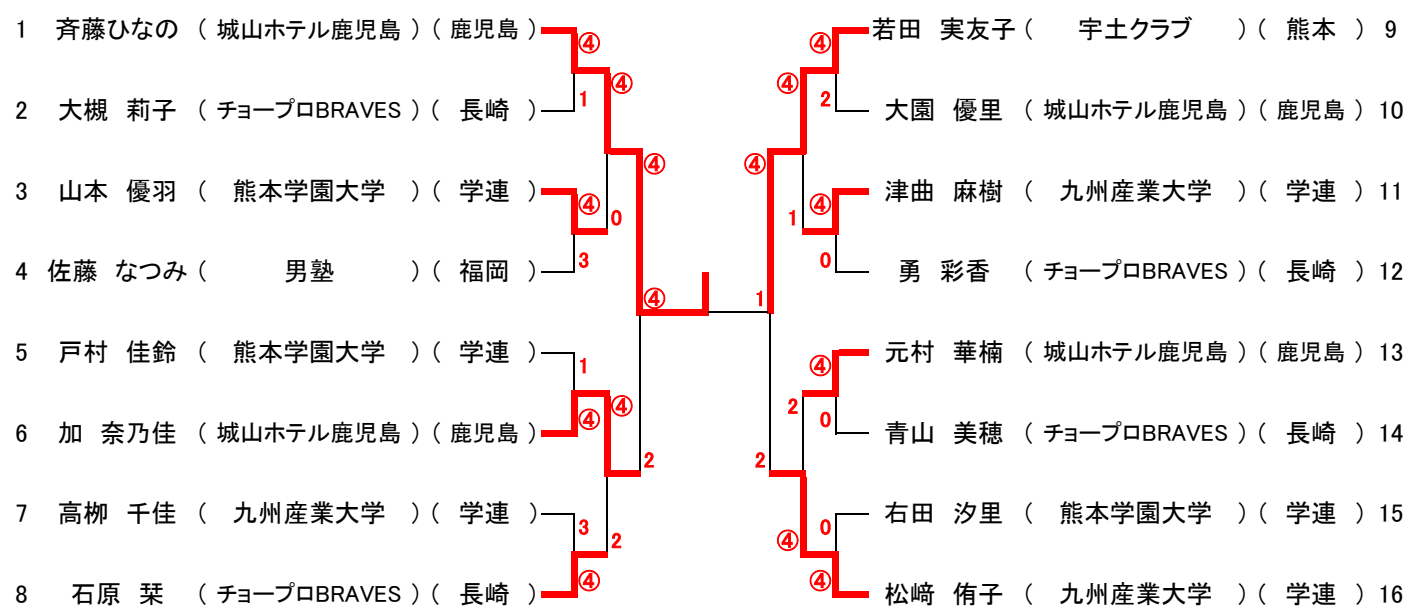 1 斉藤ひなの ( 城山ホテル鹿児島 ) ( 鹿児島 ) ④ ④ 若田 実友子 ( 宇土クラブ ) ( 熊本 ) 9
④ ④
2 大槻 莉子 ( チョープロBRAVES ) ( 長崎 ) 1 2 大園 優里 ( 城山ホテル鹿児島 ) ( 鹿児島 ) 10
④ ④
3 山本 優羽 ( 熊本学園大学 ) ( 学連 ) ④ 0 1 ④ 津曲 麻樹 ( 九州産業大学 ) ( 学連 ) 11
4 佐藤 なつみ ( 男塾 ) ( 福岡 ) 3 0 勇 彩香 ( チョープロBRAVES ) ( 長崎 ) 12
④ 1
5 戸村 佳鈴 ( 熊本学園大学 ) ( 学連 ) 1 ④ 元村 華楠 ( 城山ホテル鹿児島 ) ( 鹿児島 ) 13
④ ④ 2 0
6 加 奈乃佳 ( 城山ホテル鹿児島 ) ( 鹿児島 ) 青山 美穂 ( チョープロBRAVES ) ( 長崎 ) 14
2 2
7 高栁 千佳 ( 九州産業大学 ) ( 学連 ) 3 2 ④ 0 右田 汐里 ( 熊本学園大学 ) ( 学連 ) 15
8 石原 栞 ( チョープロBRAVES ) ( 長崎 ) ④ ④ 松﨑 侑子 ( 九州産業大学 ) ( 学連 ) 16